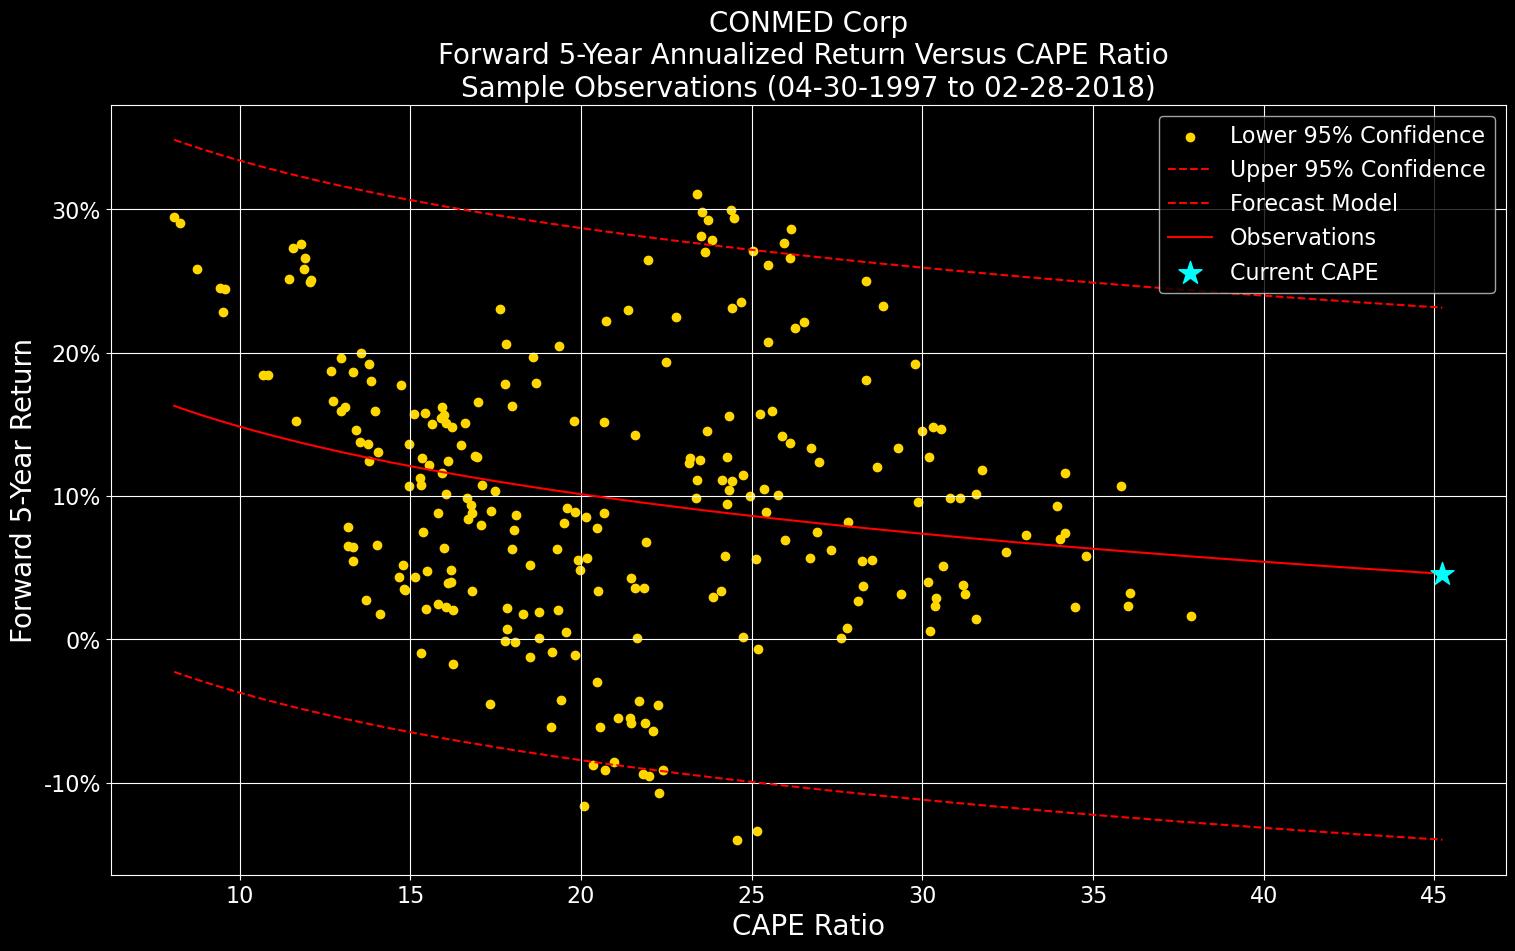 CONMED Corp
Forward 5-Year Annualized Return Versus CAPE Ratio
Sample Observations (04-30-1997 to 02-28-2018)
Lower 95% Confidence
Upper 95% Confidence
Forecast Model
Observations
Current CAPE
Forward 5-Year Return
30%
20%
10%
0%
-10%
10 15 20 25 30 35 40 45
CAPE Ratio